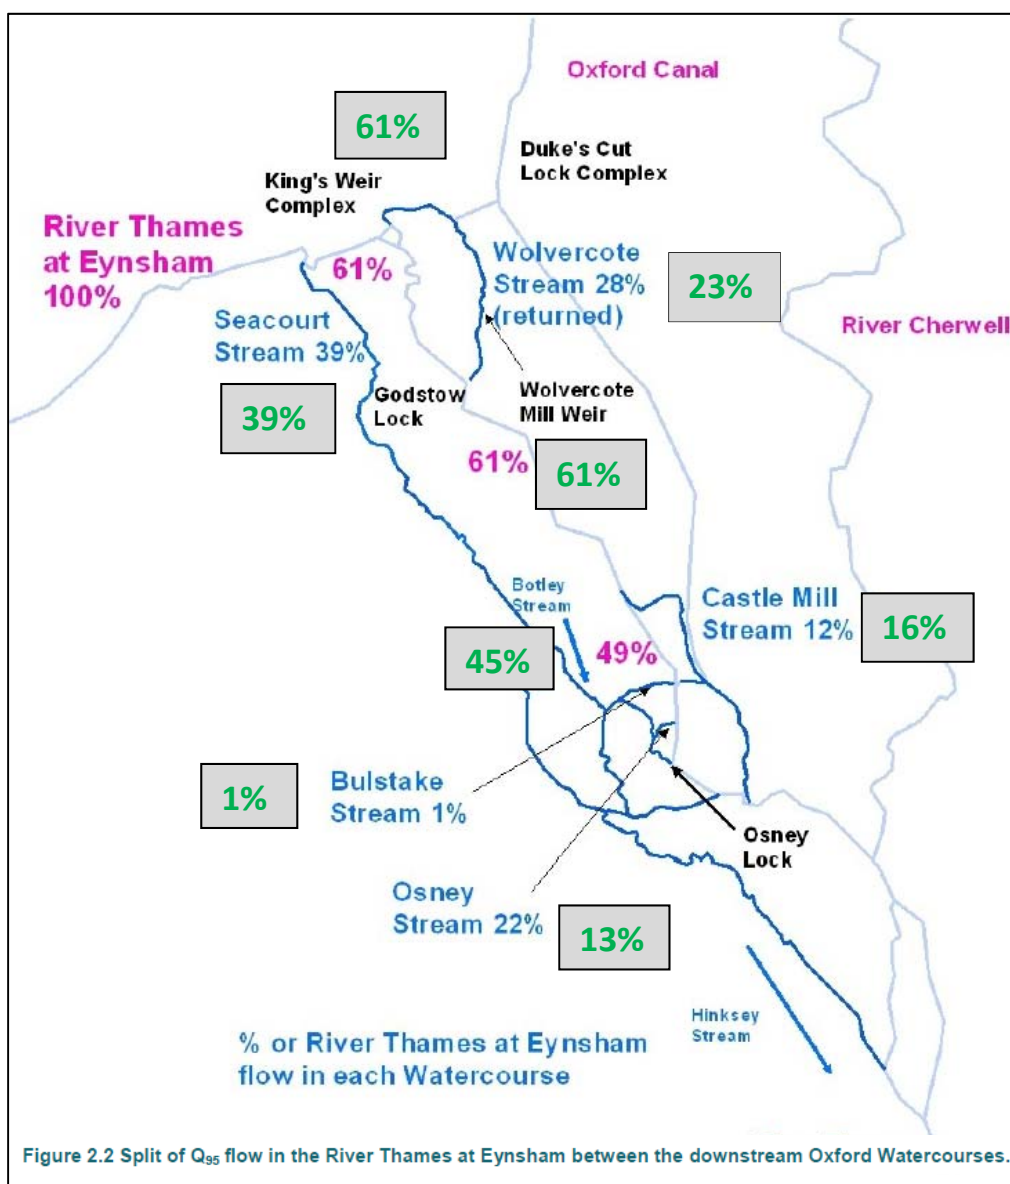 Oxford Canal
61%
Duke's Cut
Lock Complex
King's Weir
Complex
River Thames
at Eynsham
100%
61%
Wolvercote
Stream 28%
(returned)
23%
River Cherwell
Seacourt
Stream 39%
39%
Godstow
Lock
Wolvercote
Mill Weir
61%
61%
Botley
Stream
Castle Mill
Stream 12%
16%
45%
49%
Bulstake
Stream 1%
1%
Osney
Lock
Osney
Stream 22%
13%
Hinksey
Stream
% or River Thames at Eynsham
flow in each Watercourse
Figure 2.2 Split of Q95 flow in the River Thames at Eynsham between the downstream Oxford Watercourses.